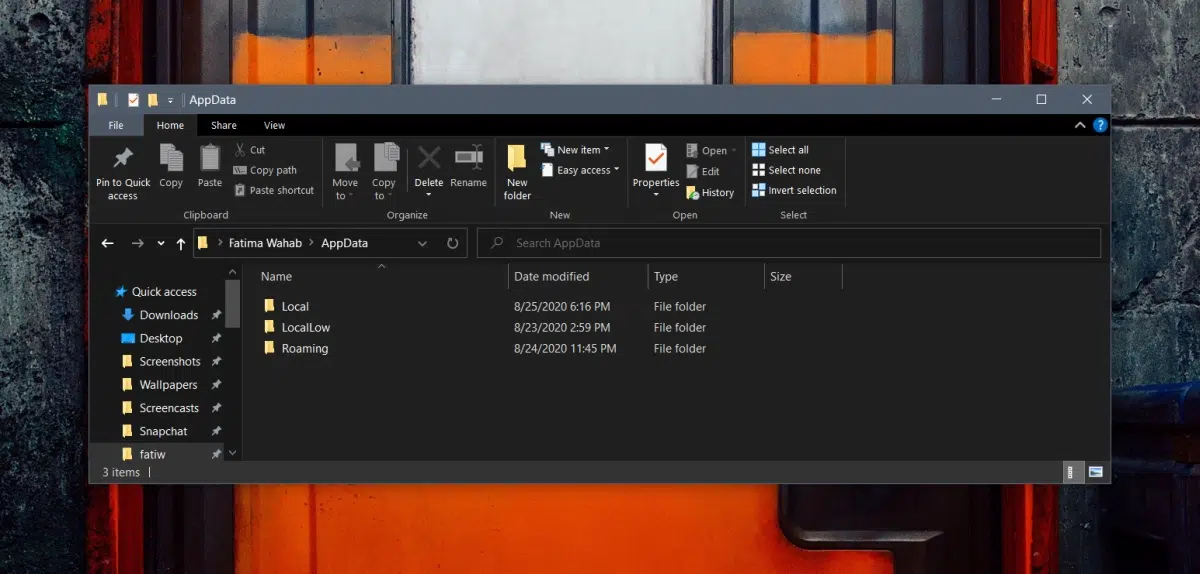 AppData
File Home Share View
Pin to Quick access
Copy
Paste
Cut
Copy path
Paste shortcut
Clipboard
Move to
Copy to
Delete
Rename
Organize
New folder
New item
Easy access
New
Properties
Open
Edit
History
Open
Select all
Select none
Invert selection
Select
Fatima Wahab > AppData
Search AppData
Quick access
Downloads
Desktop
Screenshots
Wallpapers
Screencasts
Snapchat
fatiw
Name Date modified Type Size
Local 8/25/2020 6:16 PM File folder
LocalLow 8/23/2020 2:59 PM File folder
Roaming 8/24/2020 11:45 PM File folder
3 items